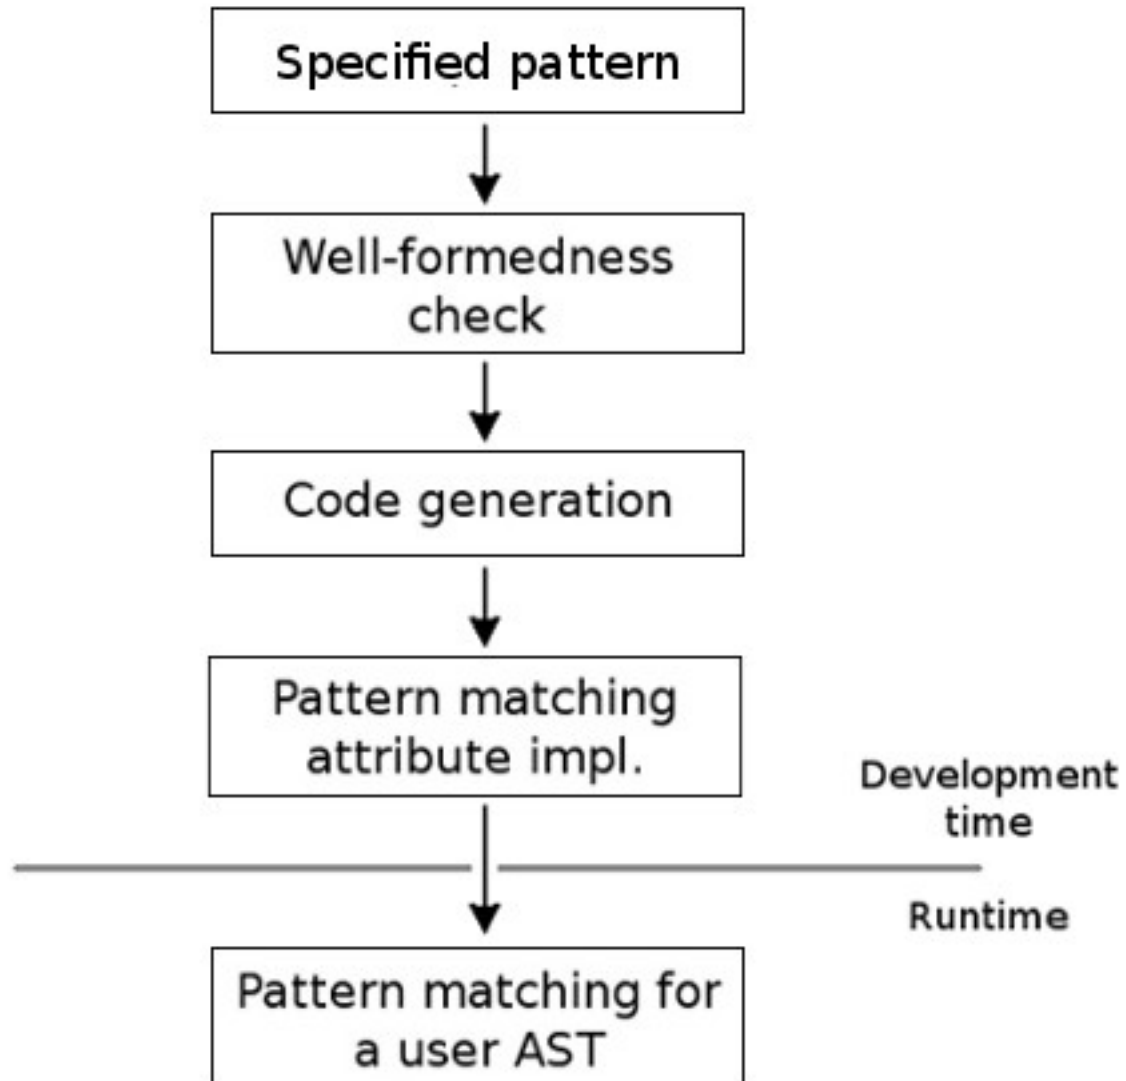 Specified pattern
Well-formedness
check
Code generation
Pattern matching
attribute impl.
Development
time
Runtime
Pattern matching for
a user AST